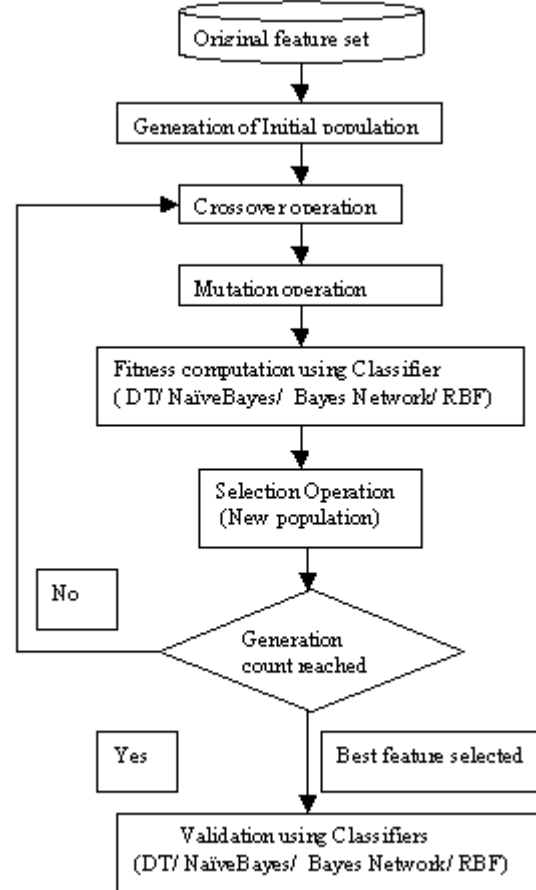 Original feature set
Generation of Initial population
Crossover operation
Mutation operation
Fitness computation using Classifier
( DT/ NaïveBayes/ Bayes Network/ RBF)
Selection Operation
(New population)
No
Generation
count reached
Yes
Best feature selected
Validation using Classifiers
(DT/ NaïveBayes/ Bayes Network/ RBF)